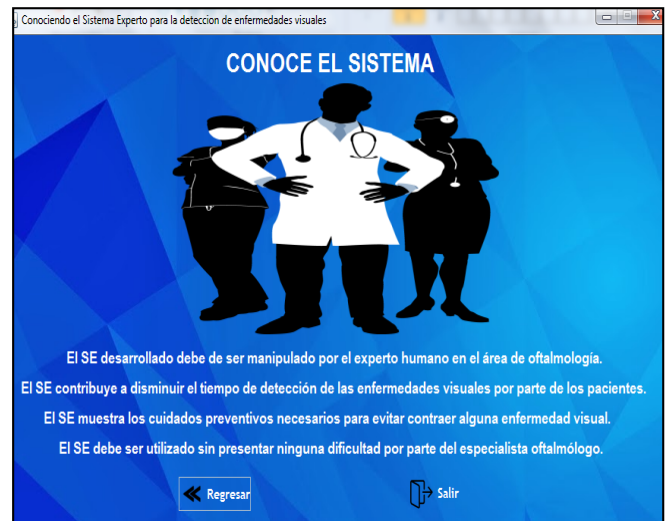 Conociendo el Sistema Experto para la detección de enfermedades visuales
CONOCE EL SISTEMA
El SE desarrollado debe de ser manipulado por el experto humano en el área de oftalmología.
El SE contribuye a disminuir el tiempo de detección de las enfermedades visuales por parte de los pacientes.
El SE muestra los cuidados preventivos necesarios para evitar contraer alguna enfermedad visual.
El SE debe ser utilizado sin presentar ninguna dificultad por parte del especialista oftalmólogo.
Regresar
Salir